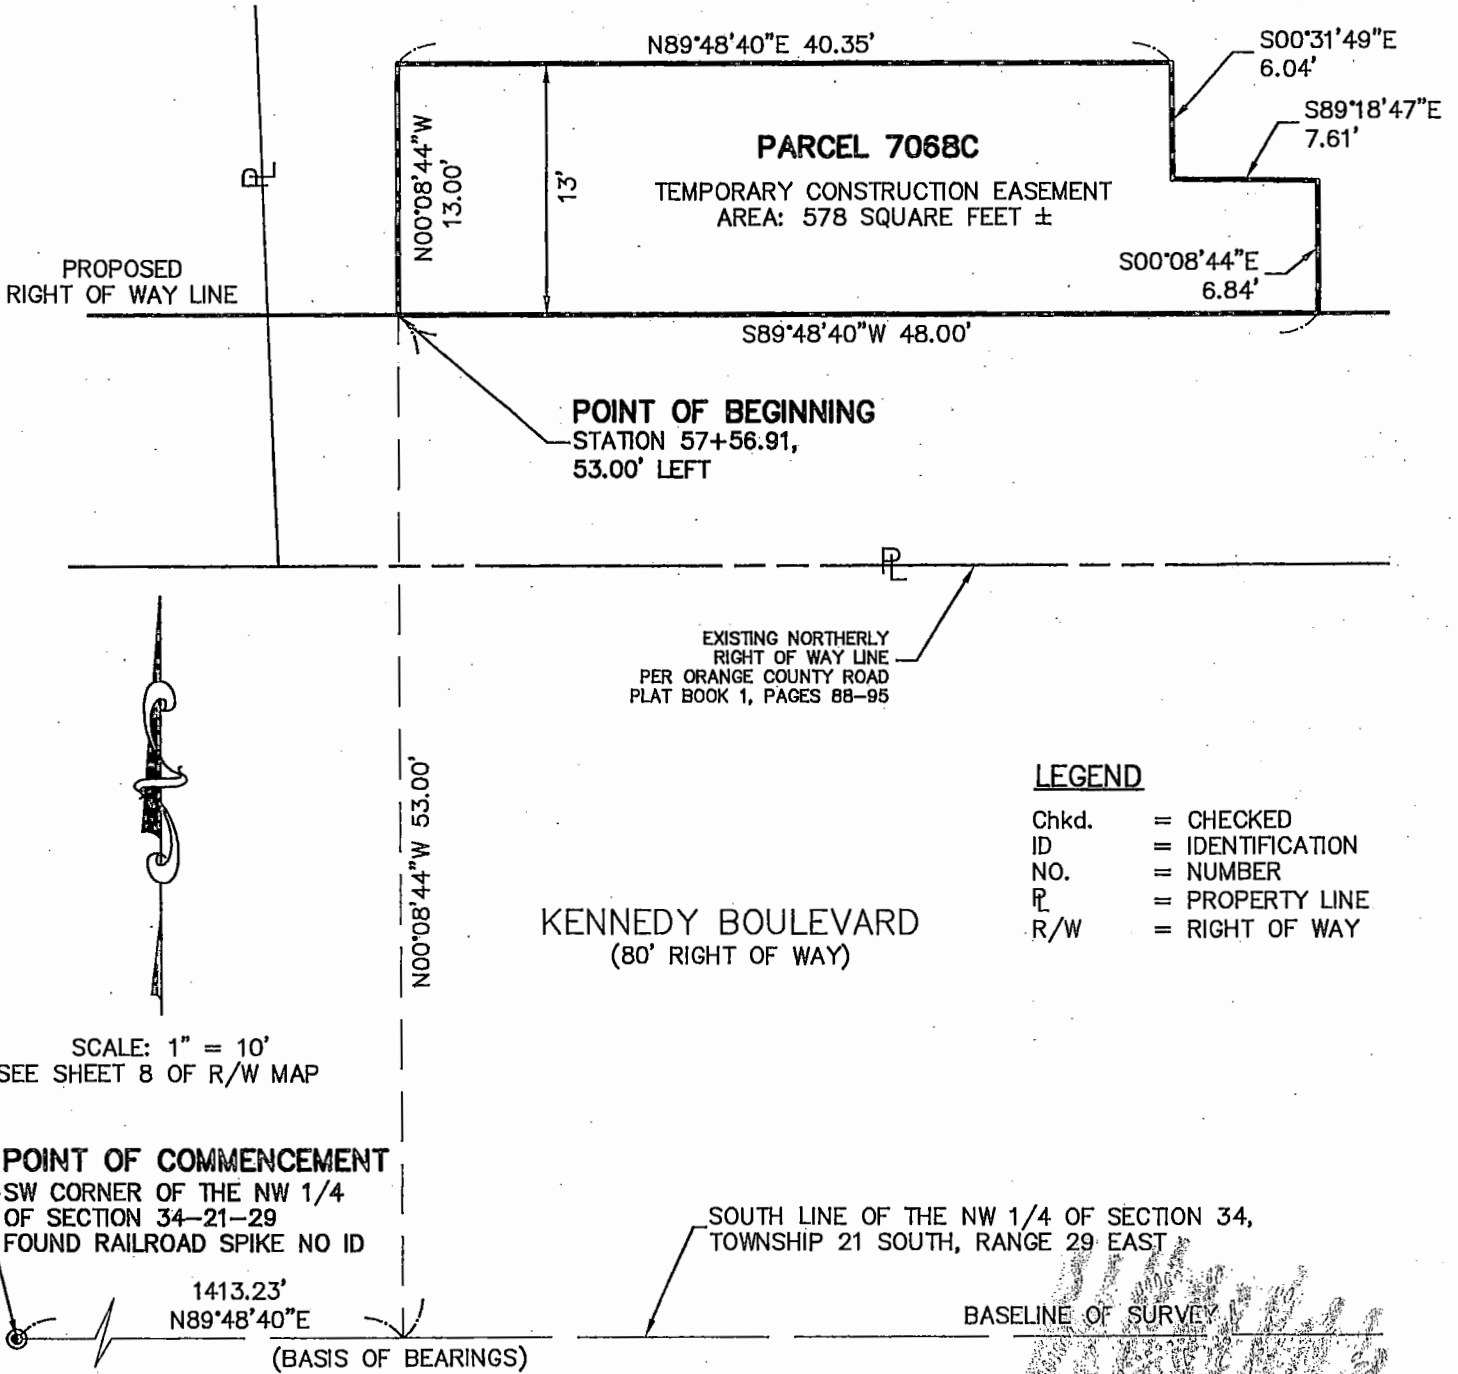 N89°48'40"E 40.35'
S00°31'49"E
6.04'
S89°18'47"E
7.61'
N00°08'44"W
13.00'
13'
PARCEL 7068C
TEMPORARY CONSTRUCTION EASEMENT
AREA: 578 SQUARE FEET ±
S00°08'44"E
6.84'
PL
PROPOSED
RIGHT OF WAY LINE
S89°48'40"W 48.00'
POINT OF BEGINNING
STATION 57+56.91,
53.00' LEFT
PL
EXISTING NORTHERLY
RIGHT OF WAY LINE
PER ORANGE COUNTY ROAD
PLAT BOOK 1, PAGES 88-95
N00°08'44"W 53.00'
LEGEND
Chkd. = CHECKED
ID = IDENTIFICATION
NO. = NUMBER
PL = PROPERTY LINE
R/W = RIGHT OF WAY
KENNEDY BOULEVARD
(80' RIGHT OF WAY)
SCALE: 1" = 10'
SEE SHEET 8 OF R/W MAP
POINT OF COMMENCEMENT
SW CORNER OF THE NW 1/4
OF SECTION 34-21-29
FOUND RAILROAD SPIKE NO ID
1413.23'
N89°48'40"E
(BASIS OF BEARINGS)
SOUTH LINE OF THE NW 1/4 OF SECTION 34,
TOWNSHIP 21 SOUTH, RANGE 29 EAST
BASELINE OF SURVEY